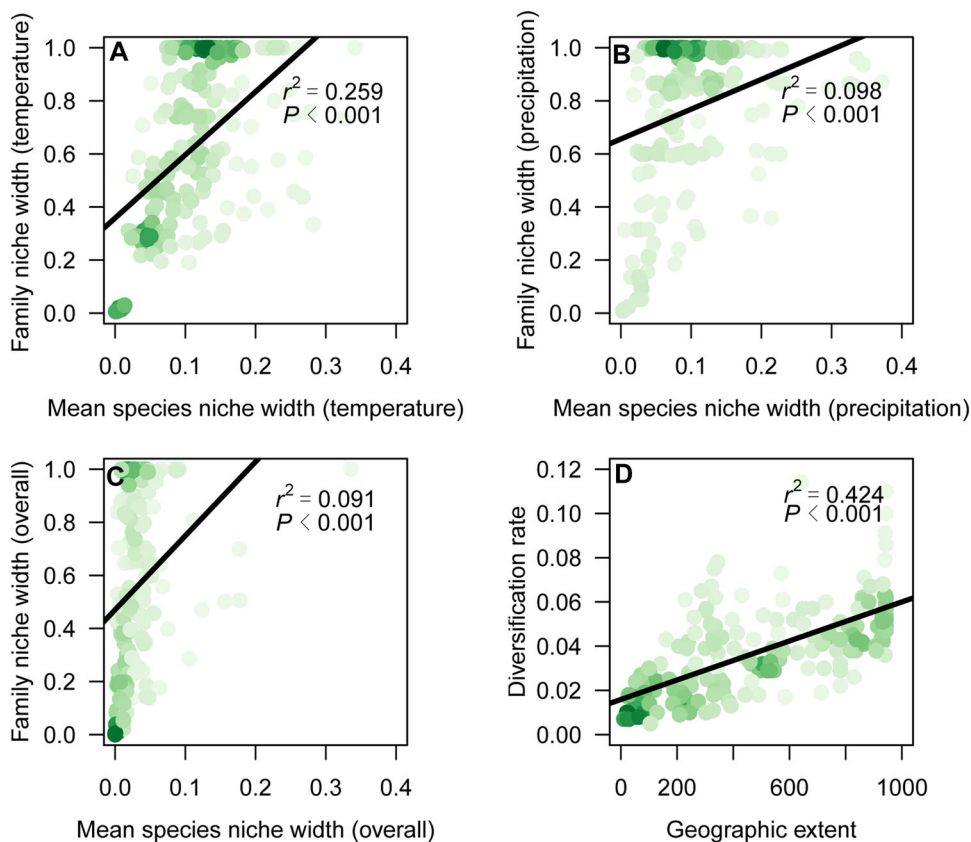 A
r² = 0.259
P < 0.001
Family niche width (temperature)
1.0
0.8
0.6
0.4
0.2
0.0
0.0 0.1 0.2 0.3 0.4
Mean species niche width (temperature)
B
r² = 0.098
P < 0.001
Family niche width (precipitation)
1.0
0.8
0.6
0.4
0.2
0.0
0.0 0.1 0.2 0.3 0.4
Mean species niche width (precipitation)
C
r² = 0.091
P < 0.001
Family niche width (overall)
1.0
0.8
0.6
0.4
0.2
0.0
0.0 0.1 0.2 0.3 0.4
Mean species niche width (overall)
D
r² = 0.424
P < 0.001
Diversification rate
0.12
0.10
0.08
0.06
0.04
0.02
0.00
0 200 600 1000
Geographic extent